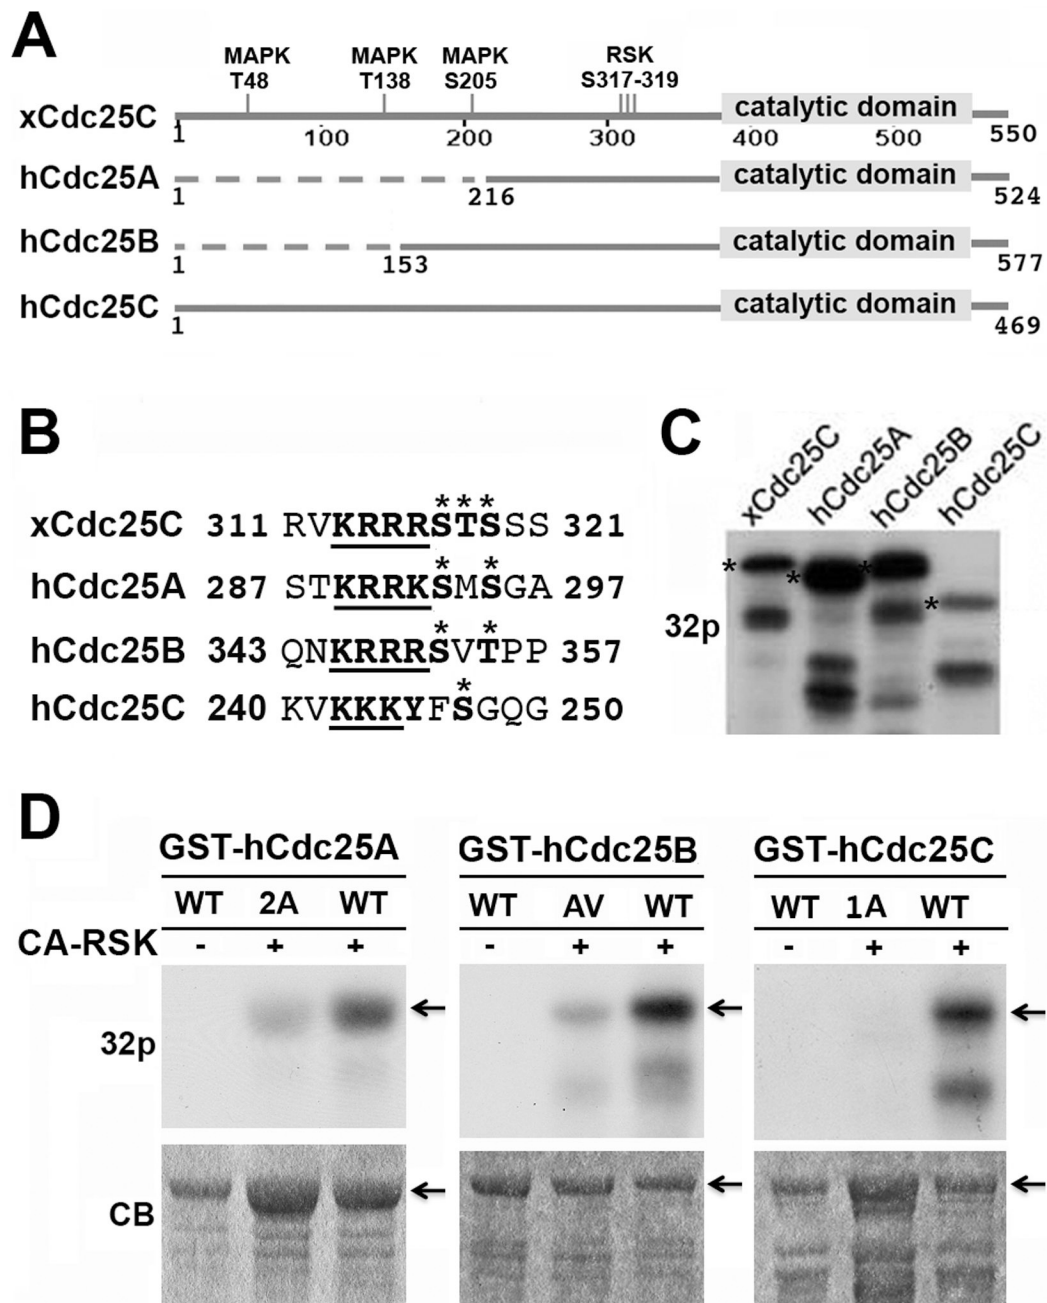 A
MAPK MAPK MAPK RSK
T48 T138 S205 S317-319
xCdc25C catalytic domain
1 100 200 300 400 500 550
hCdc25A catalytic domain
1 216 524
hCdc25B catalytic domain
1 153 577
hCdc25C catalytic domain
1 469
B
* * *
xCdc25C 311 RVKRRRSTSSS 321
* *
hCdc25A 287 STKRRKSMSGA 297
* *
hCdc25B 343 QNKRRRSVTPP 357
*
hCdc25C 240 KVKKKYFSGQG 250
C
xCdc25C hCdc25A hCdc25B hCdc25C
* * * *
32p
D
GST-hCdc25A GST-hCdc25B GST-hCdc25C
WT 2A WT WT AV WT WT 1A WT
CA-RSK - + + - + + - + +
32p
CB